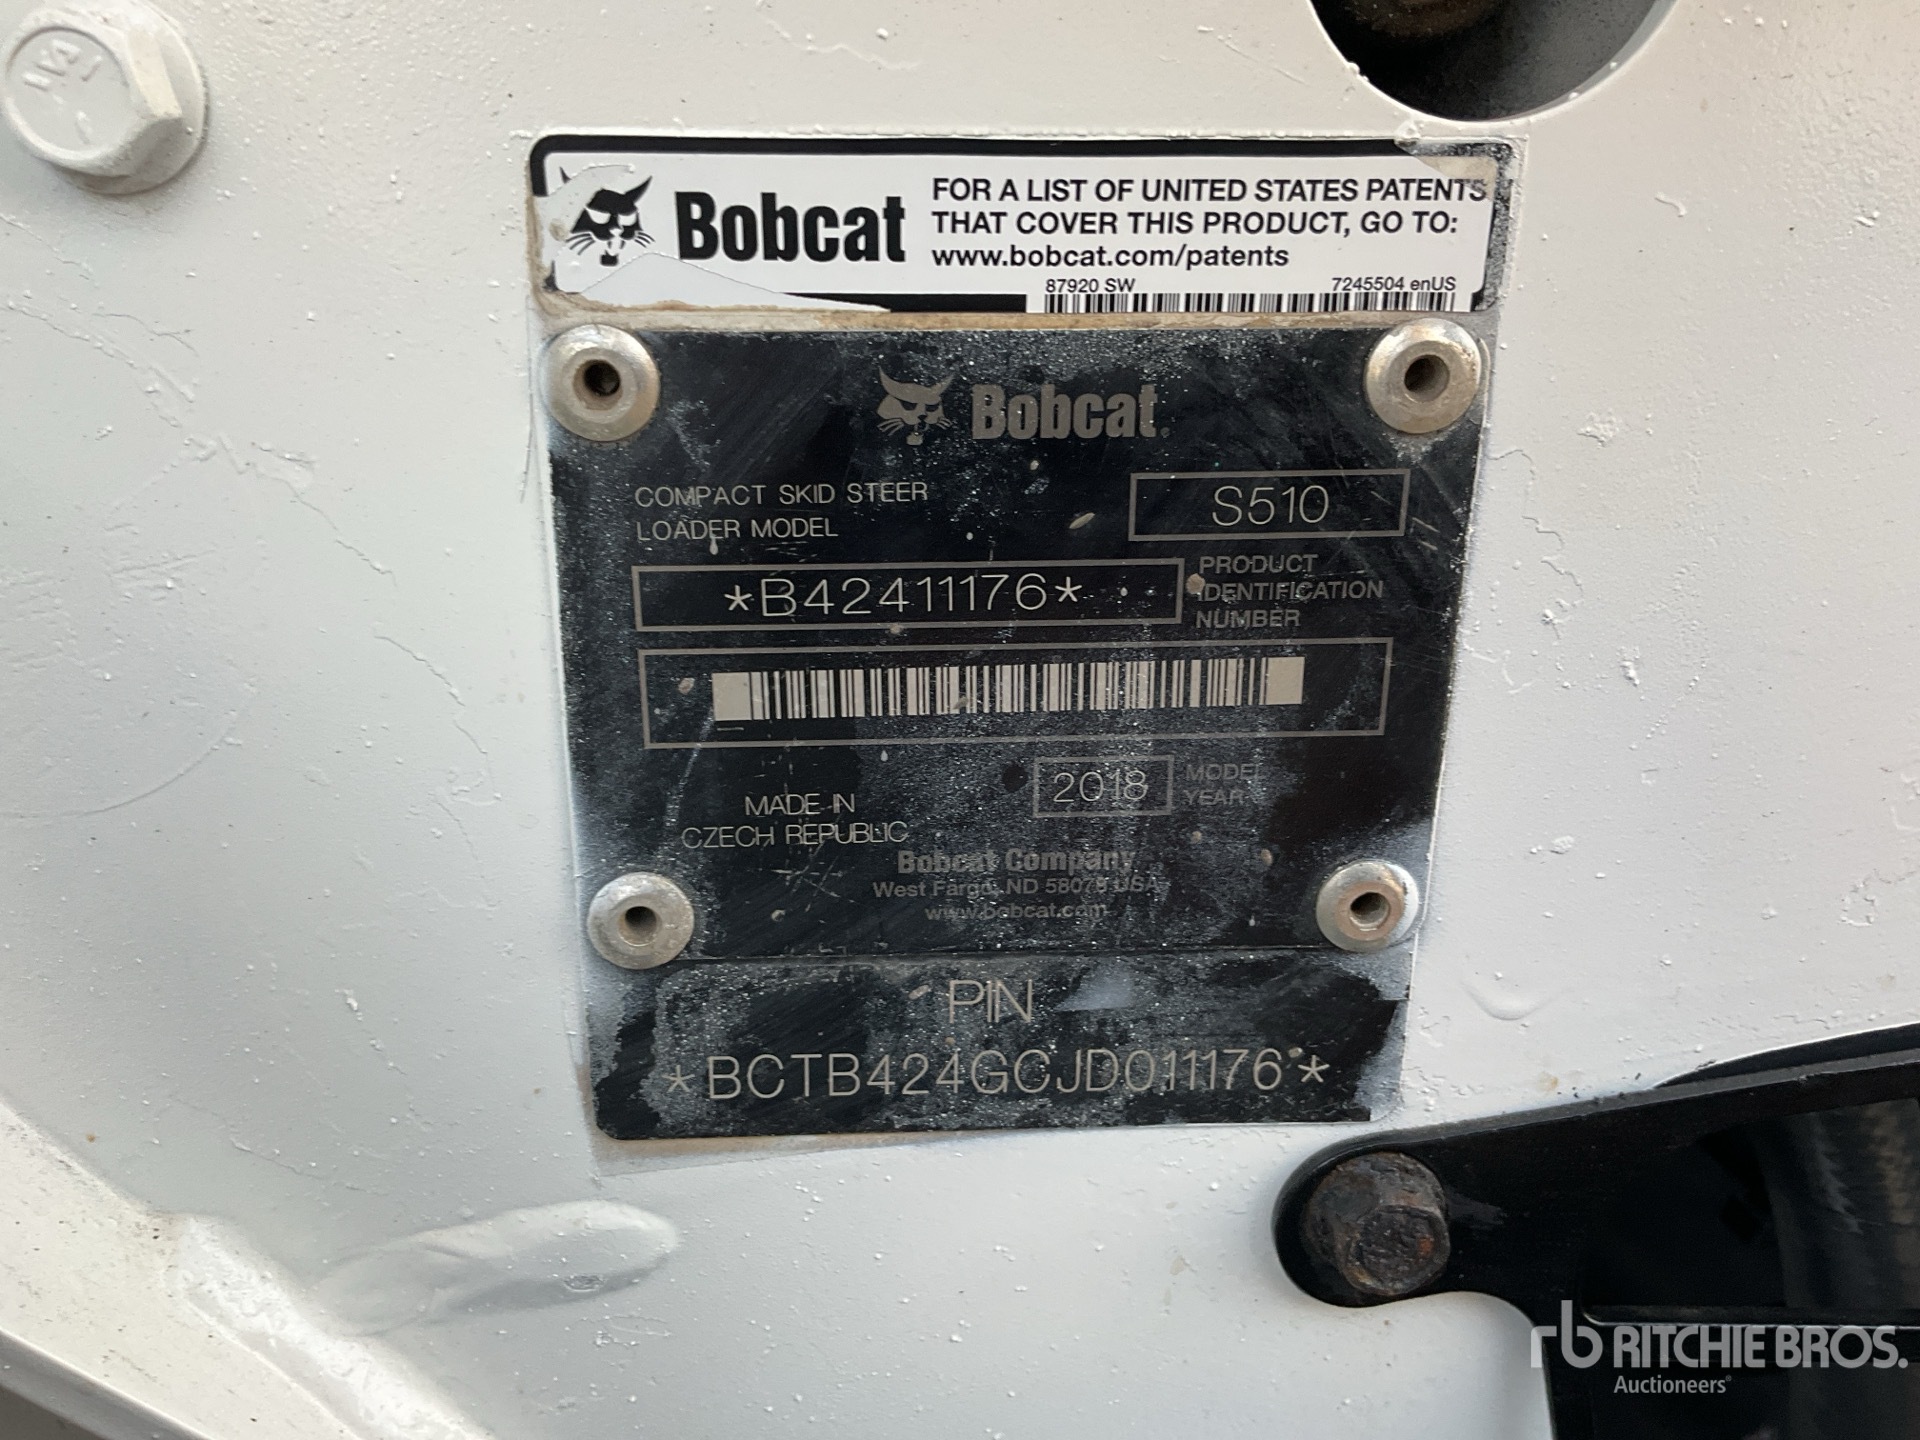 Bobcat
FOR A LIST OF UNITED STATES PATENTS
THAT COVER THIS PRODUCT, GO TO:
www.bobcat.com/patents
87920 SW
7245504 enUS
Bobcat®
COMPACT SKID STEER
LOADER MODEL
S510
*B42411176*
PRODUCT
IDENTIFICATION
NUMBER
2018
MODEL
YEAR
MADE IN
CZECH REPUBLIC
Bobcat Company
West Fargo, ND 58078 USA
www.bobcat.com
PIN
*BCTB424GCJD011176*
rb RITCHIE BROS.
Auctioneers®